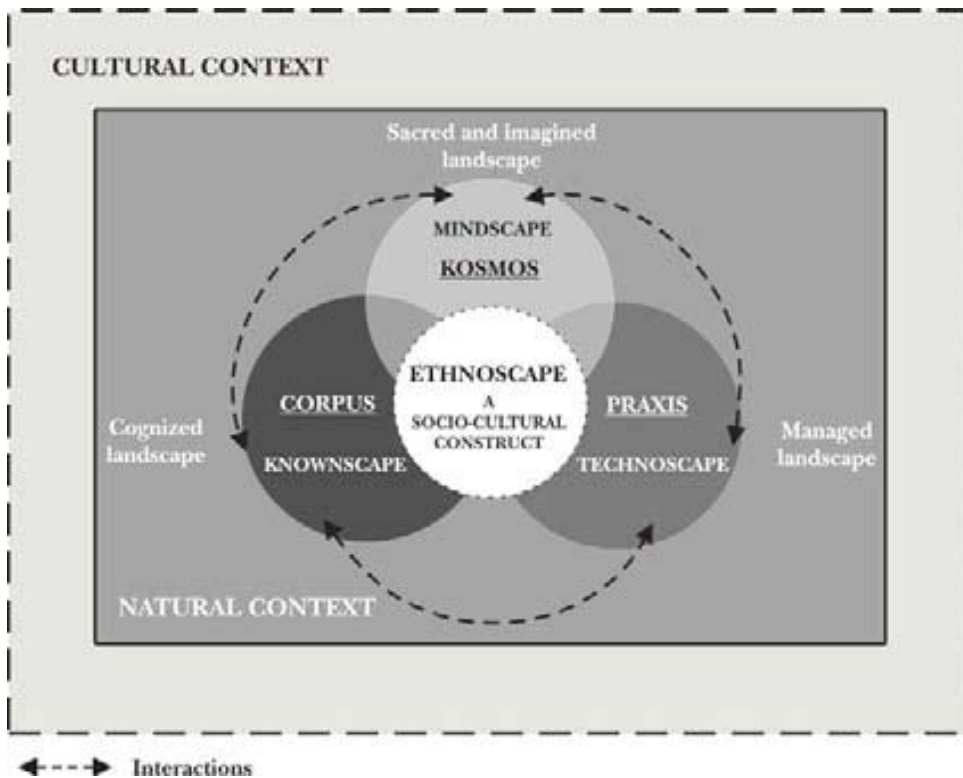 CULTURAL CONTEXT
Sacred and imagined
landscape
MINDSCAPE
KOSMOS
ETHNOSCAPE
A
SOCIO-CULTURAL
CONSTRUCT
CORPUS
KNOWNSCAPE
PRAXIS
TECHNOSCAPE
Cognized
landscape
Managed
landscape
NATURAL CONTEXT
Interactions